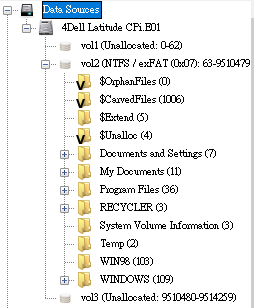 Data Sources
4Dell Latitude CPi.E01
vol1 (Unallocated: 0-62)
vol2 (NTFS / exFAT (0x07): 63-9510479
$OrphanFiles (0)
$CarvedFiles (1006)
$Extend (5)
$Unalloc (4)
Documents and Settings (7)
My Documents (11)
Program Files (36)
RECYCLER (3)
System Volume Information (3)
Temp (2)
WIN98 (103)
WINDOWS (109)
vol3 (Unallocated: 9510480-9514259)